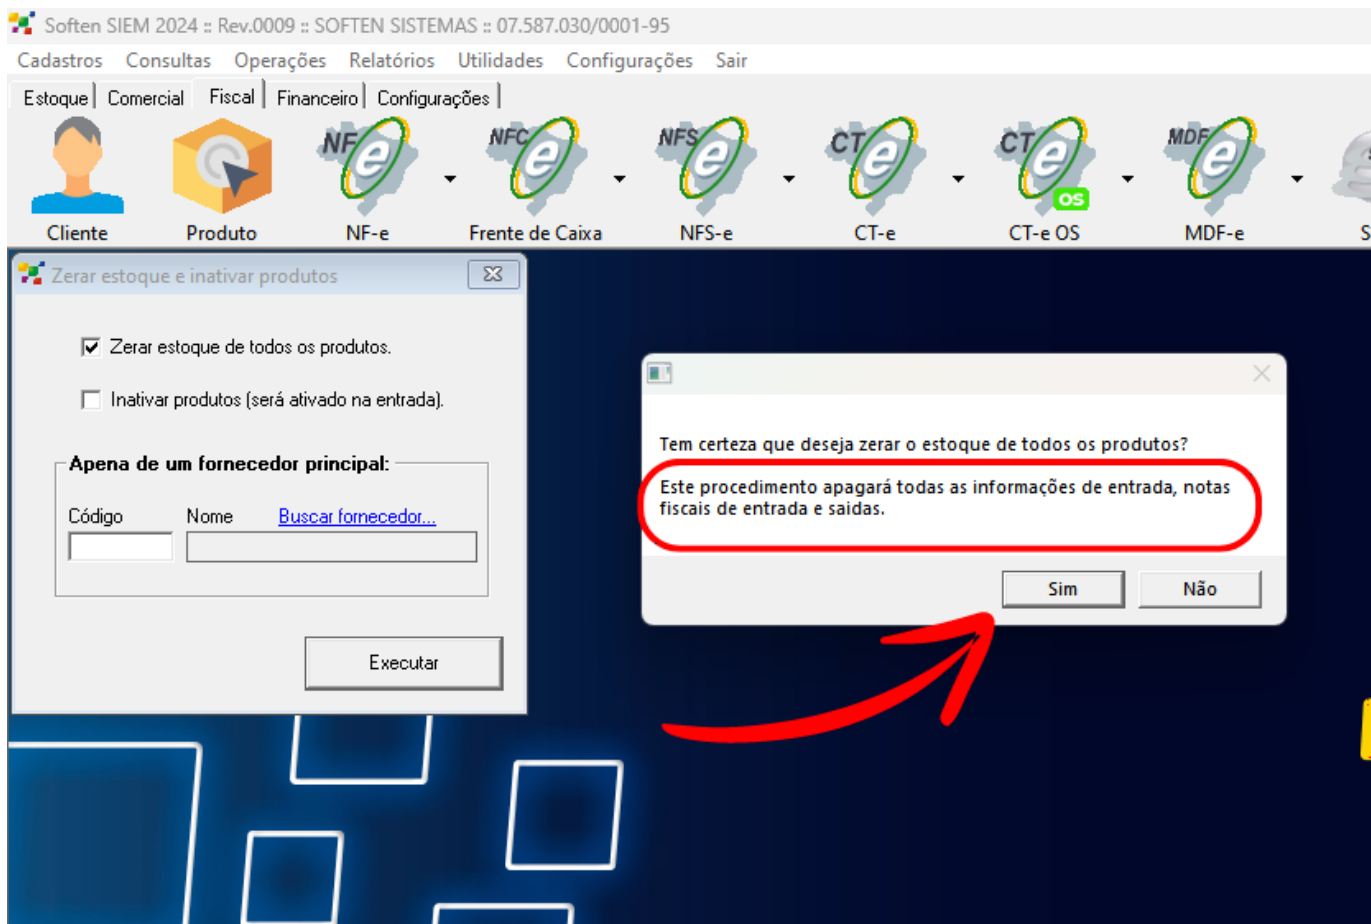 Soften SIEM 2024 :: Rev.0009 :: SOFTEN SISTEMAS :: 07.587.030/0001-95
Cadastros Consultas Operações Relatórios Utilidades Configurações Sair
Estoque Comercial Fiscal Financeiro Configurações
NF e NFC e NFS e CT e CT e OS MDF e
Cliente Produto NF-e Frente de Caixa NFS-e CT-e CT-e OS MDF-e
Zerar estoque e inativar produtos
Zerar estoque de todos os produtos.
Inativar produtos (será ativado na entrada).
Apena de um fornecedor principal:
Código Nome Buscar fornecedor...
Executar
Tem certeza que deseja zerar o estoque de todos os produtos?
Este procedimento apagará todas as informações de entrada, notas
fiscais de entrada e saidas.
Sim Não